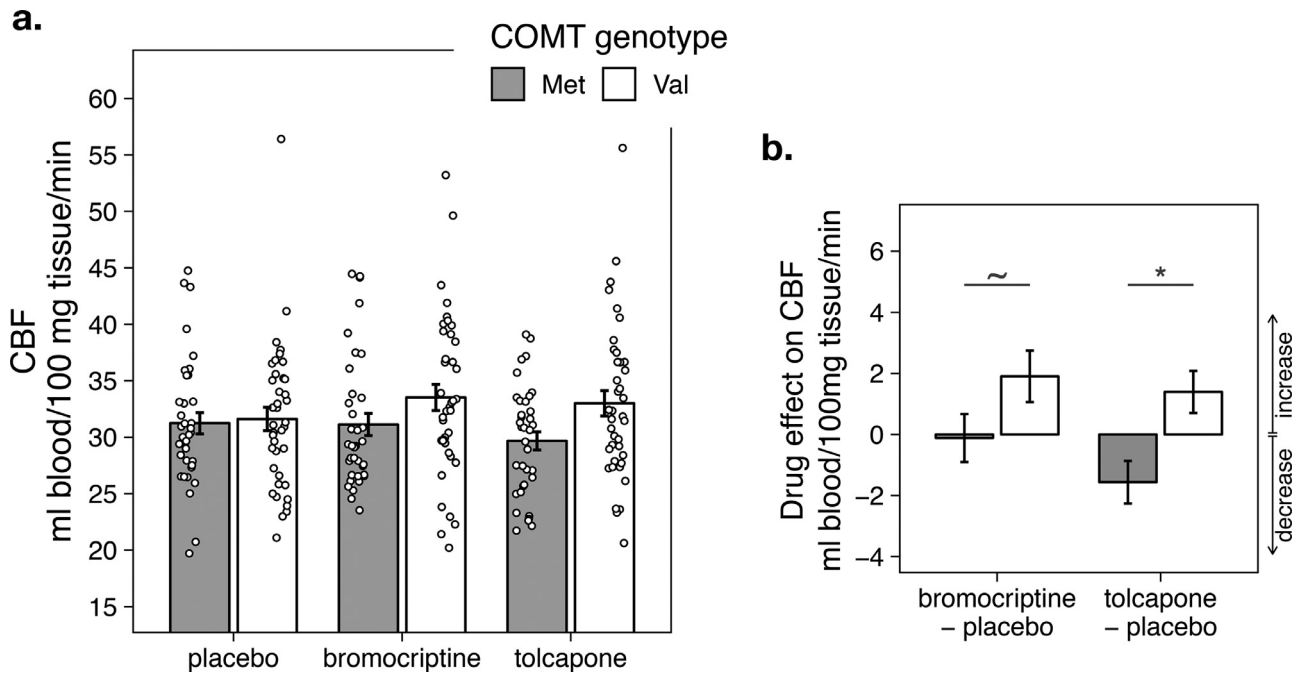 a.
COMT genotype
Met Val
CBF
ml blood/100 mg tissue/min
60
55
50
45
40
35
30
25
20
15
placebo bromocriptine tolcapone
b.
Drug effect on CBF
ml blood/100mg tissue/min
6
4
2
0
−2
−4
~ *
increase
decrease
bromocriptine tolcapone
− placebo − placebo